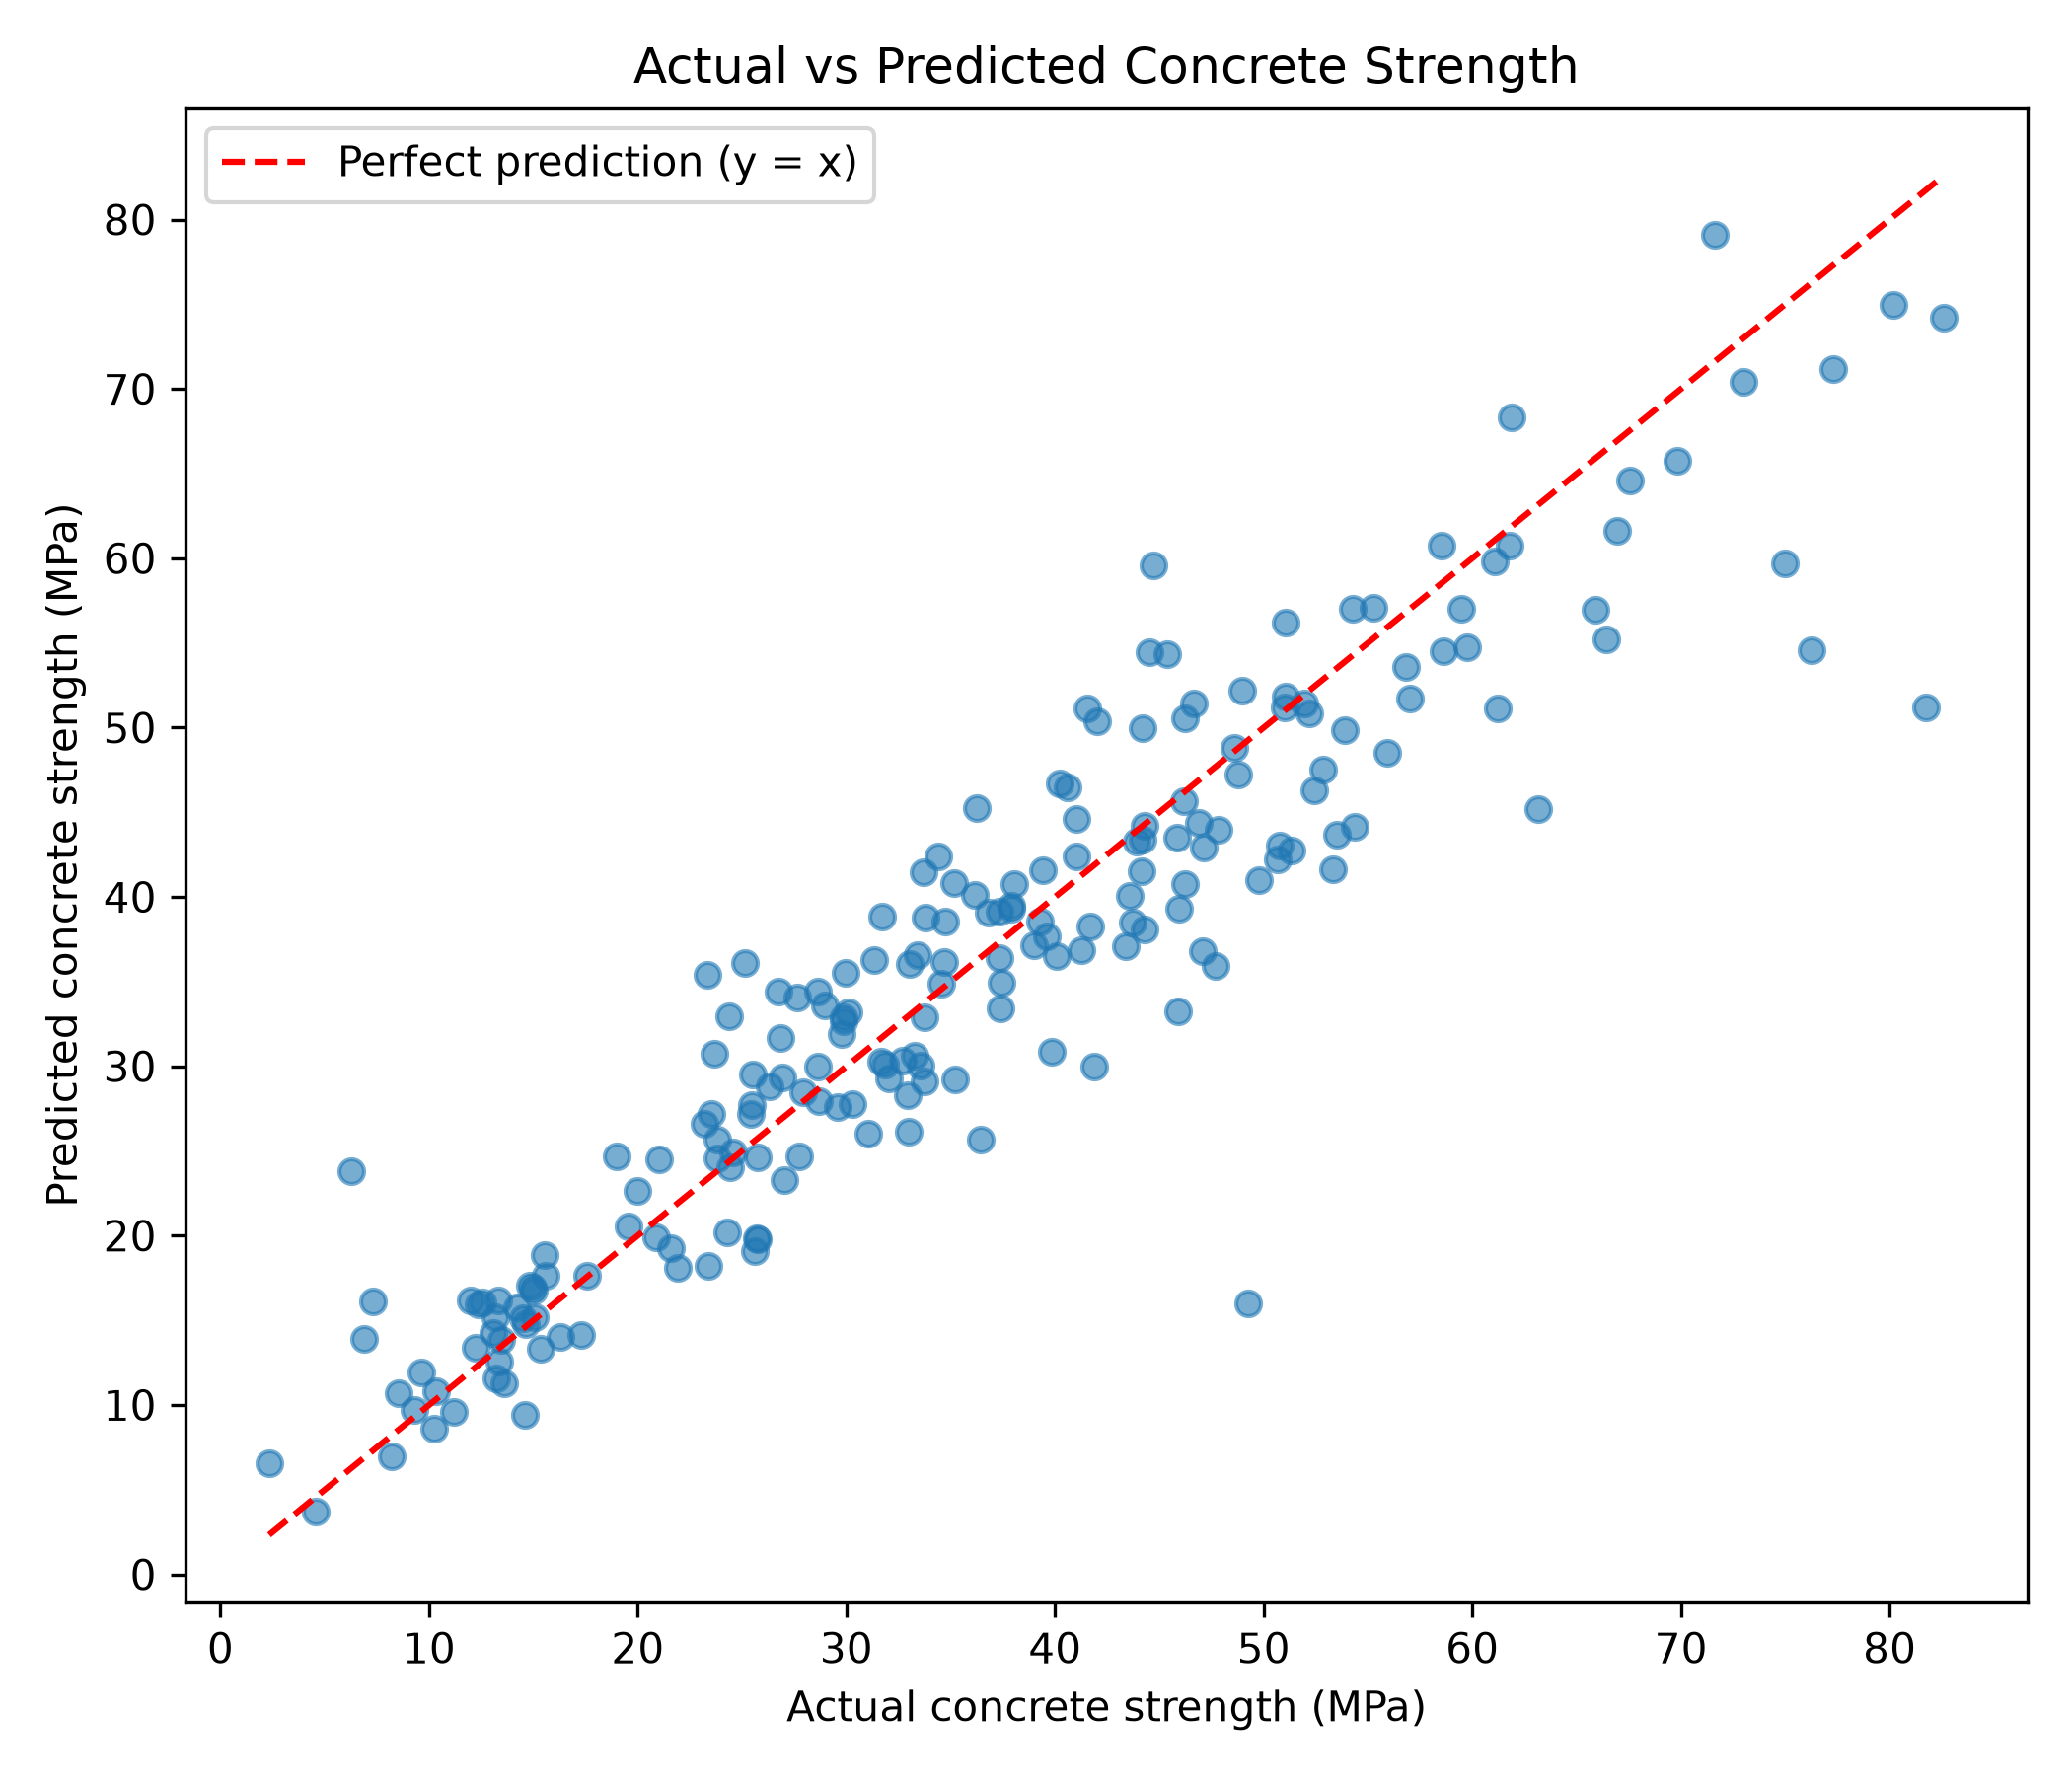 Actual vs Predicted Concrete Strength
Perfect prediction (y = x)
Predicted concrete strength (MPa)
80
70
60
50
40
30
20
10
0
0 10 20 30 40 50 60 70 80
Actual concrete strength (MPa)